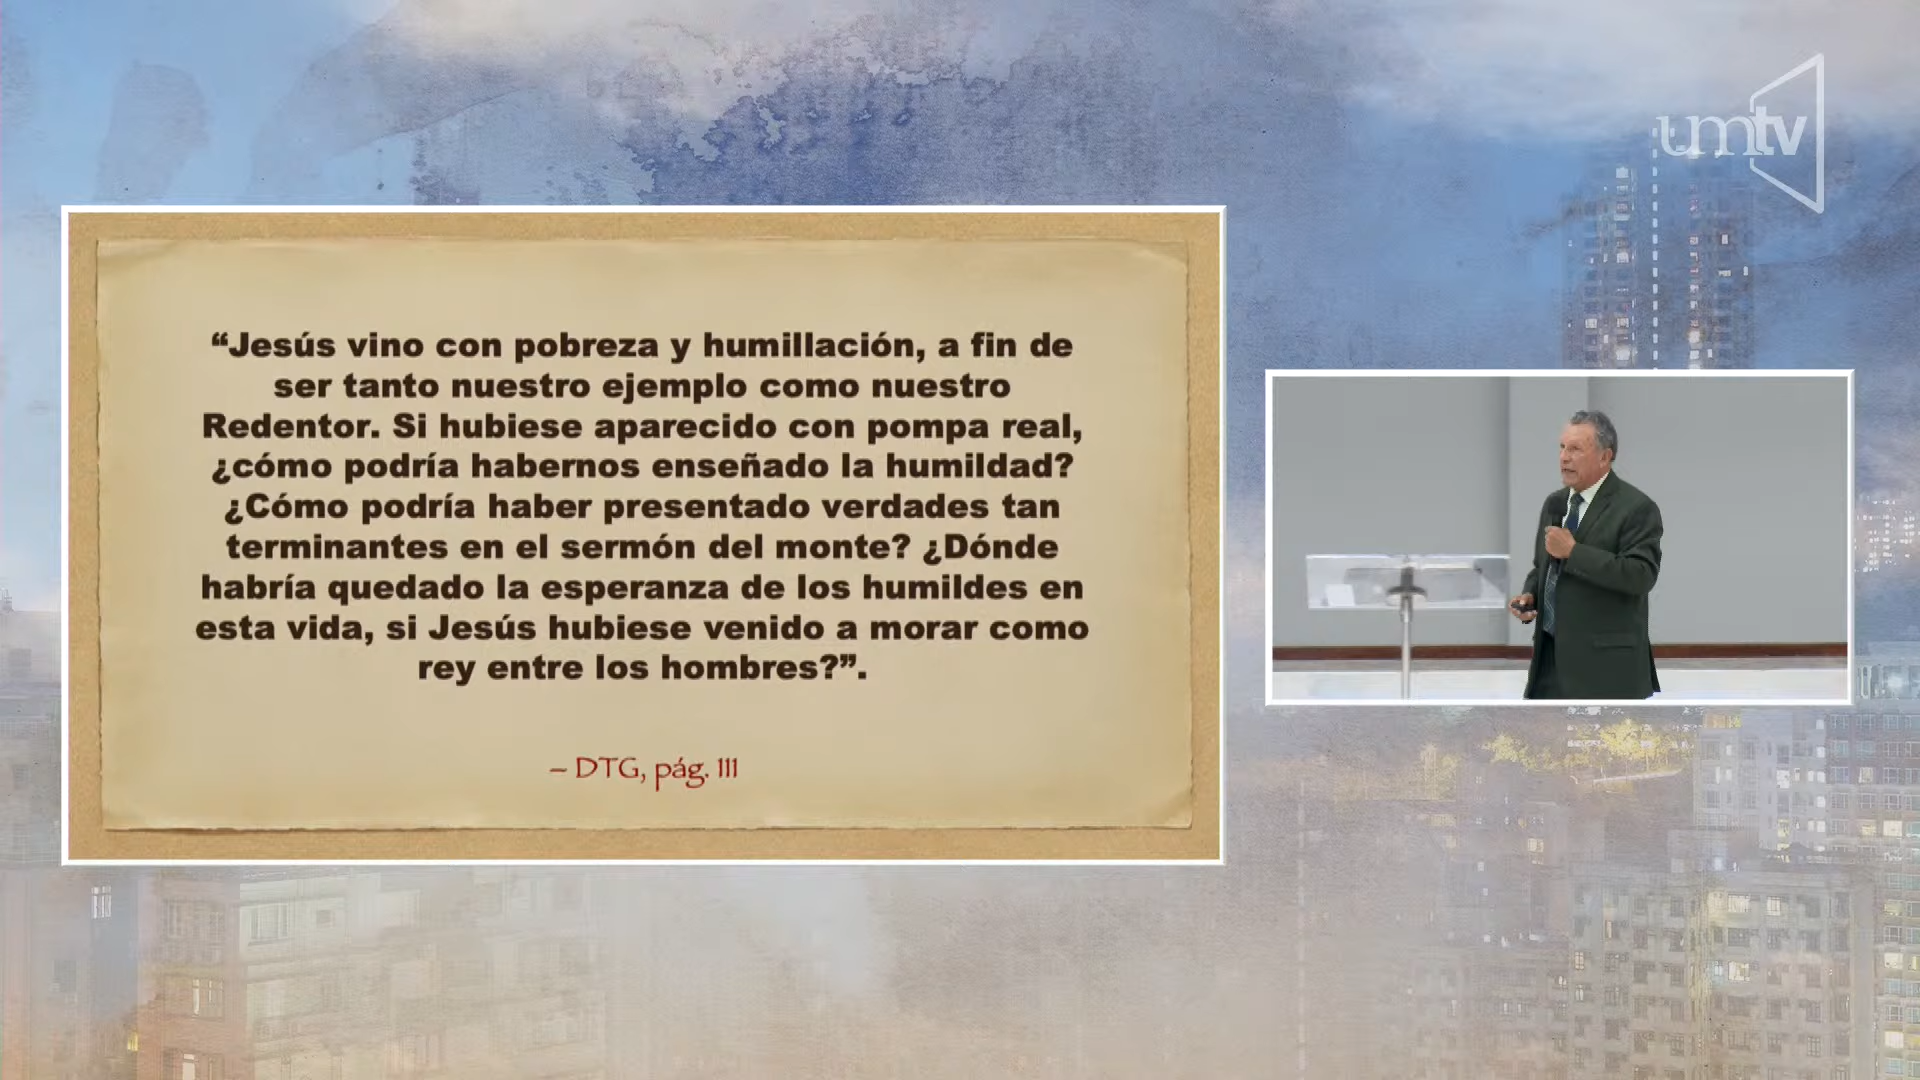 umtv
“Jesús vino con pobreza y humillación, a fin de
ser tanto nuestro ejemplo como nuestro
Redentor. Si hubiese aparecido con pompa real,
¿cómo podría habernos enseñado la humildad?
¿Cómo podría haber presentado verdades tan
terminantes en el sermón del monte? ¿Dónde
habría quedado la esperanza de los humildes en
esta vida, si Jesús hubiese venido a morar como
rey entre los hombres?”.
– DTG, pág. 111